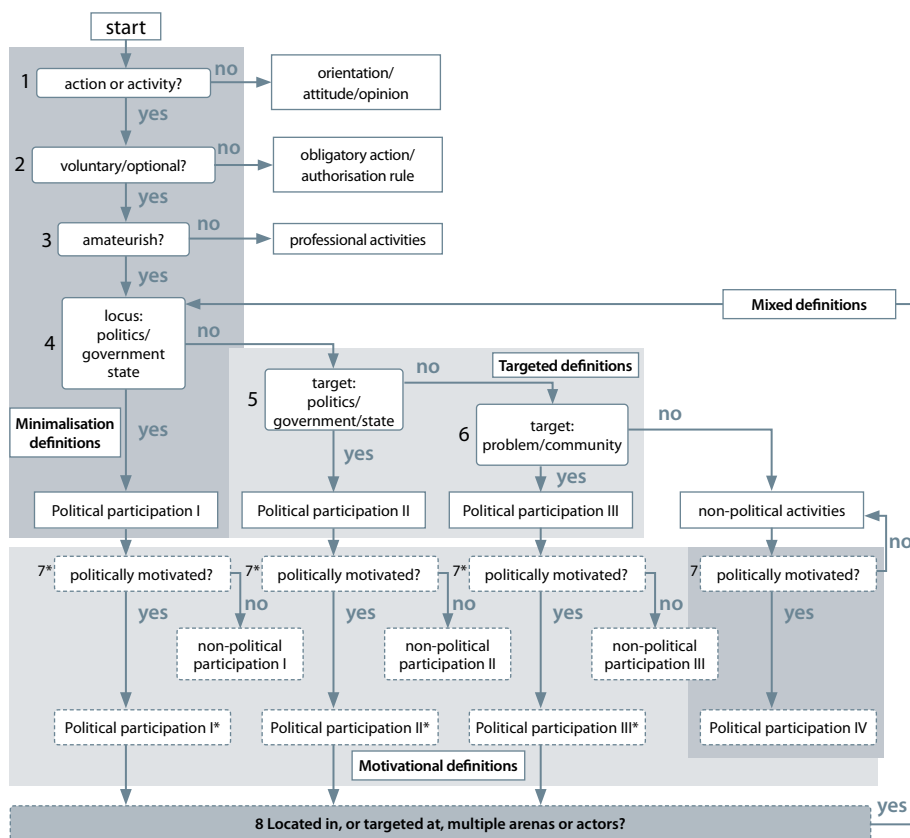 start
1
action or activity?
no
orientation/
attitude/opinion
yes
2
voluntary/optional?
no
obligatory action/
authorisation rule
yes
3
amateurish?
no
professional activities
yes
Mixed definitions
4
locus:
politics/
government
state
no
Targeted definitions
5
target:
politics/
government/state
no
6
target:
problem/community
no
Minimalisation
definitions
yes
yes
yes
Political participation I
Political participation II
Political participation III
non-political activities
no
7* politically motivated?
7* politically motivated?
7* politically motivated?
7 politically motivated?
yes
no
yes
no
yes
no
yes
non-political
participation I
non-political
participation II
non-political
participation III
Political participation I*
Political participation II*
Political participation III*
Political participation IV
Motivational definitions
8 Located in, or targeted at, multiple arenas or actors?
yes